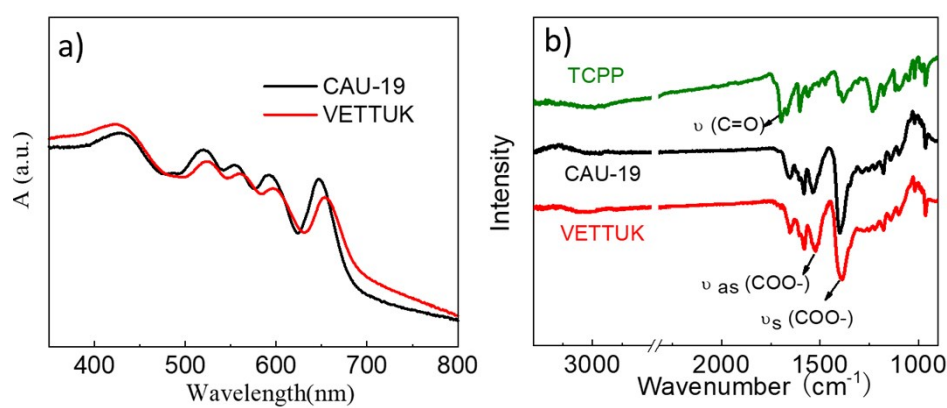 a)
CAU-19
VETTUK
A (a.u.)
400 500 600 700 800
Wavelength(nm)
b)
TCPP
υ (C=O)
CAU-19
VETTUK
υ as (COO-)
υs (COO-)
Intensity
3000 2000 1500 1000
Wavenumber (cm-1)